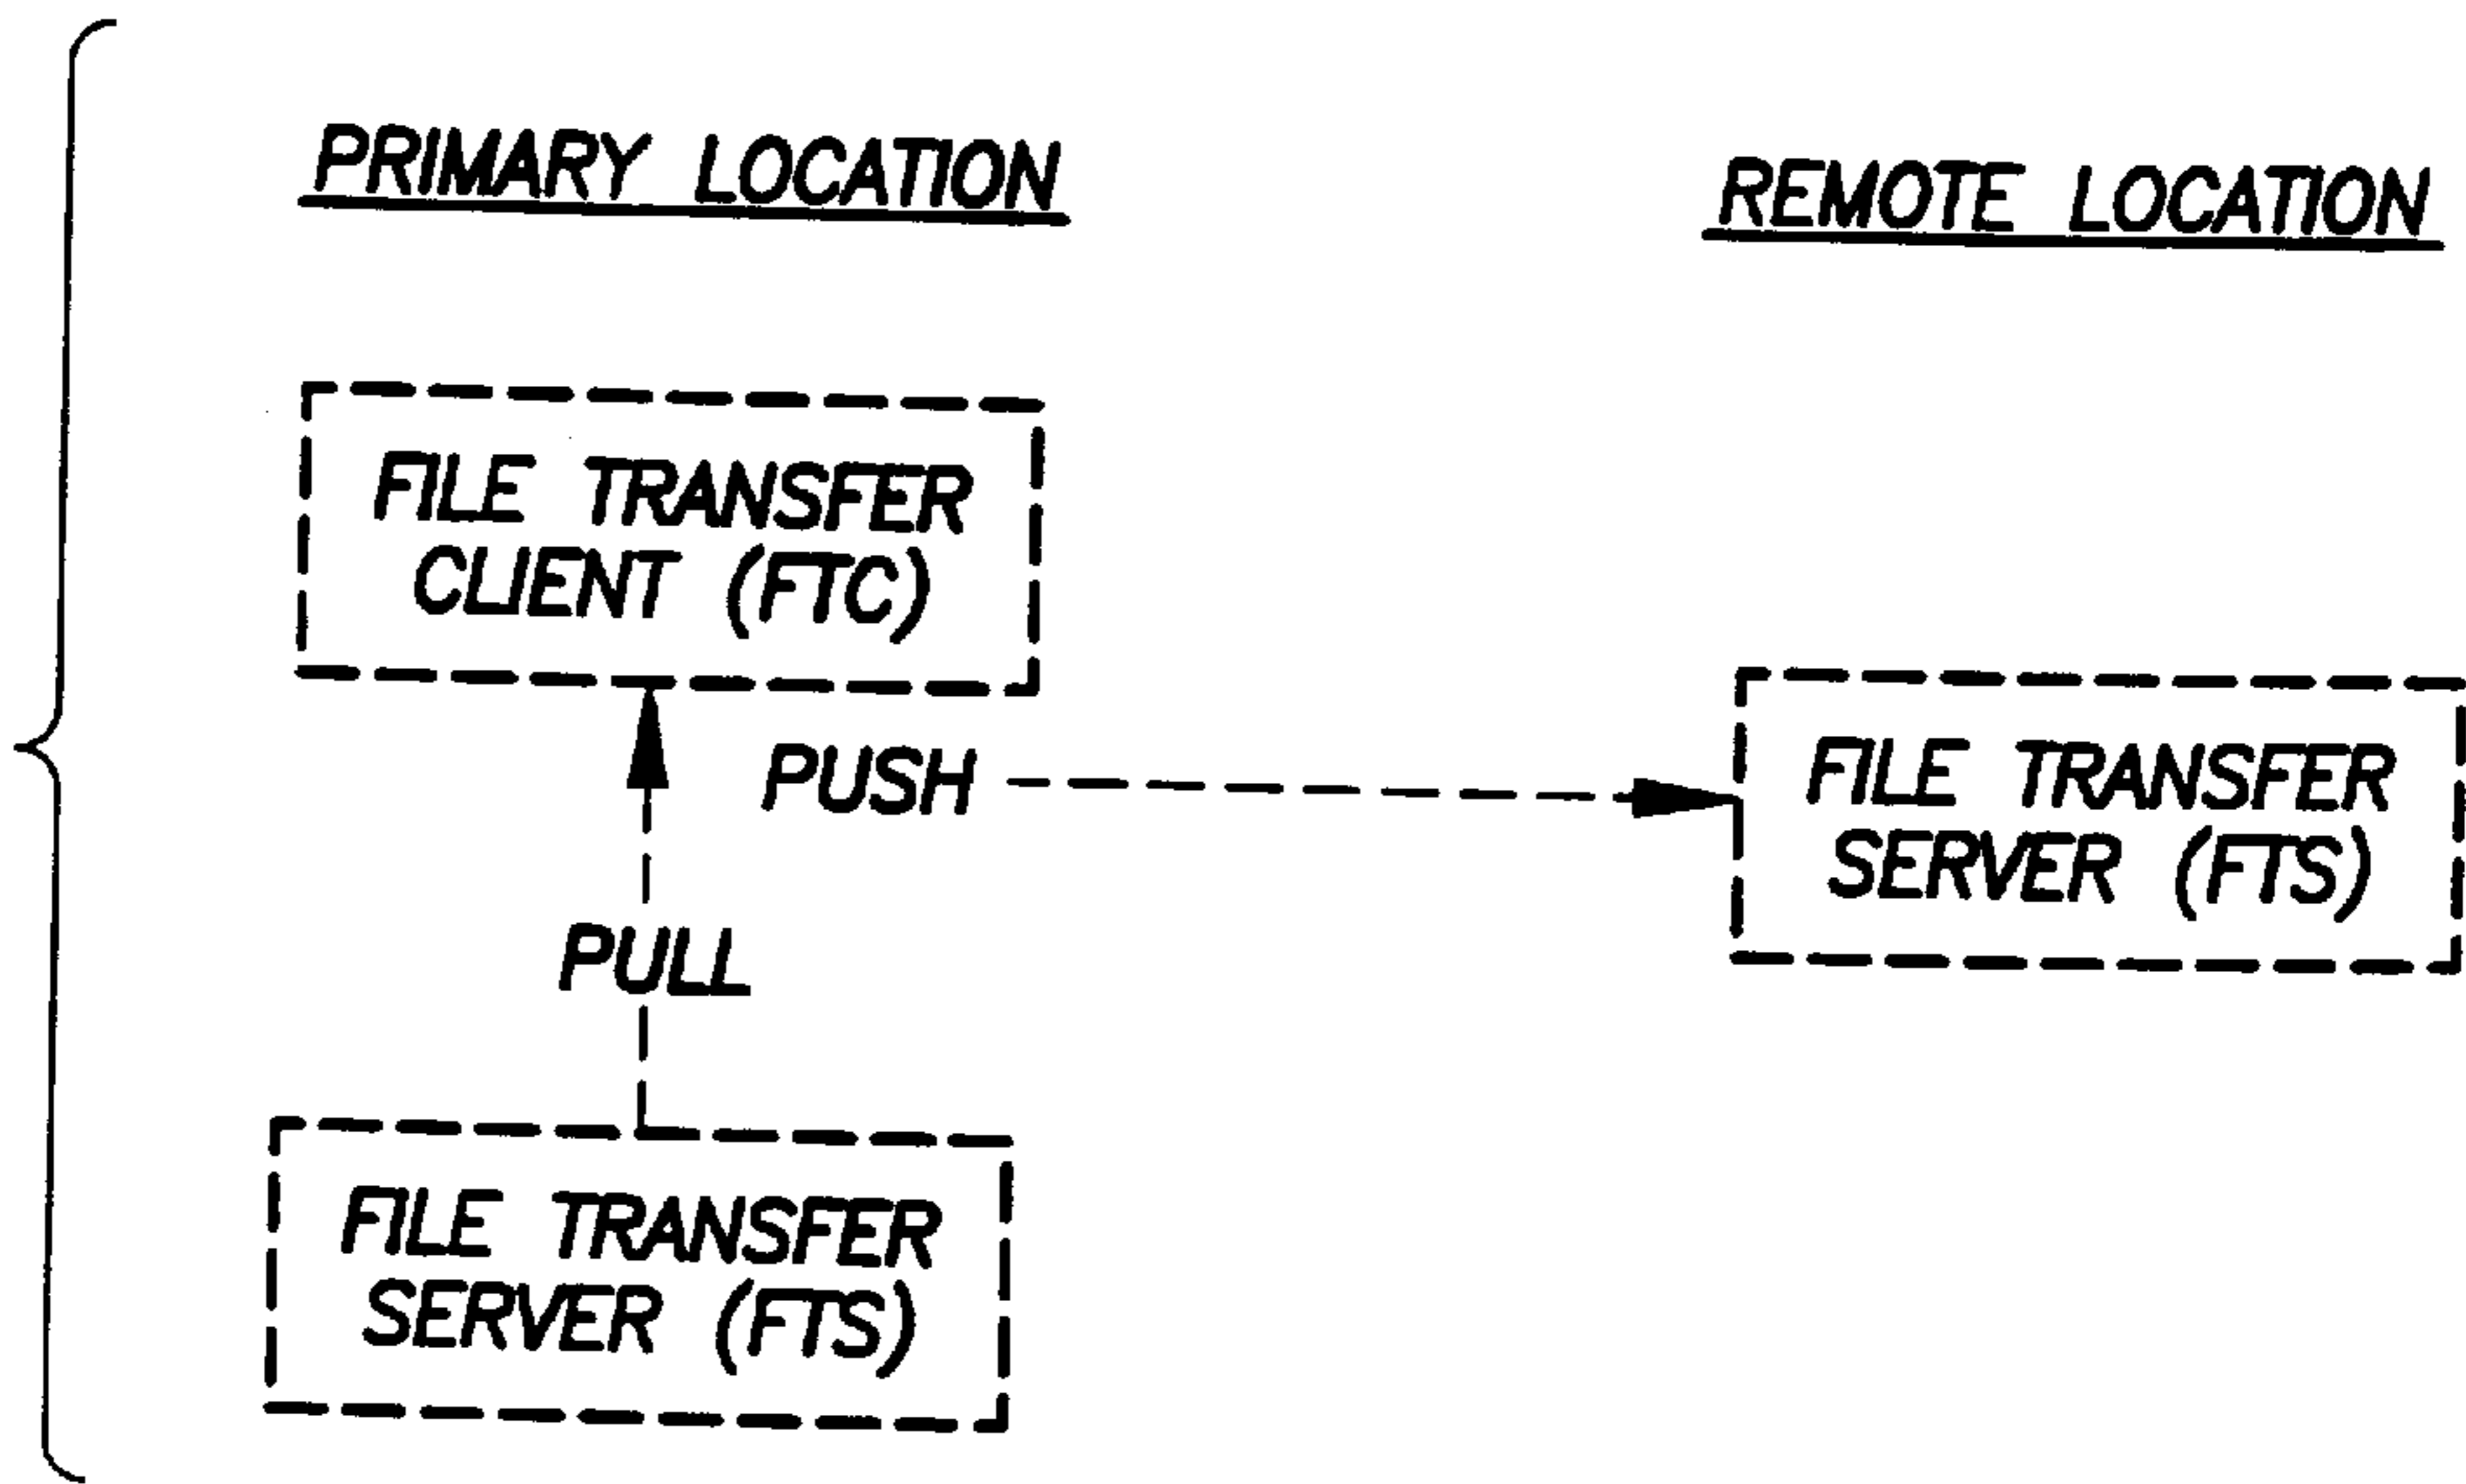 PRIMARY LOCATION
REMOTE LOCATION
FILE TRANSFER
CLIENT (FTC)
PUSH
FILE TRANSFER
SERVER (FTS)
PULL
FILE TRANSFER
SERVER (FTS)